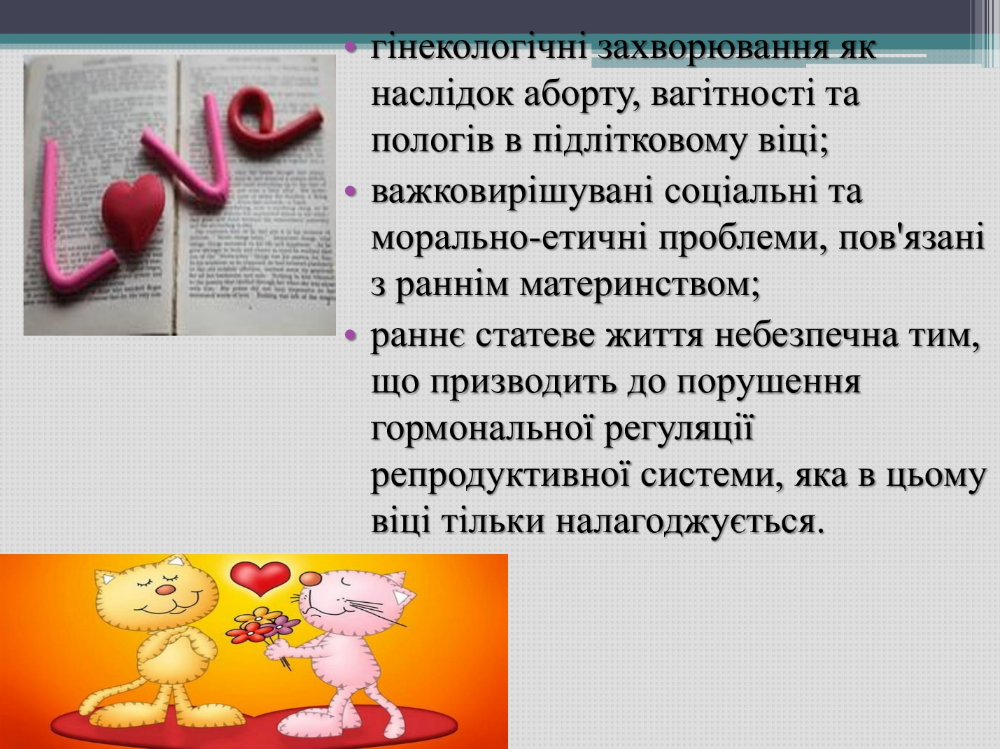 • гінекологічні захворювання як
наслідок аборту, вагітності та
пологів в підлітковому віці;
• важковирішувані соціальні та
морально-етичні проблеми, пов'язані
з раннім материнством;
• раннє статеве життя небезпечна тим,
що призводить до порушення
гормональної регуляції
репродуктивної системи, яка в цьому
віці тільки налагоджується.
LOVe